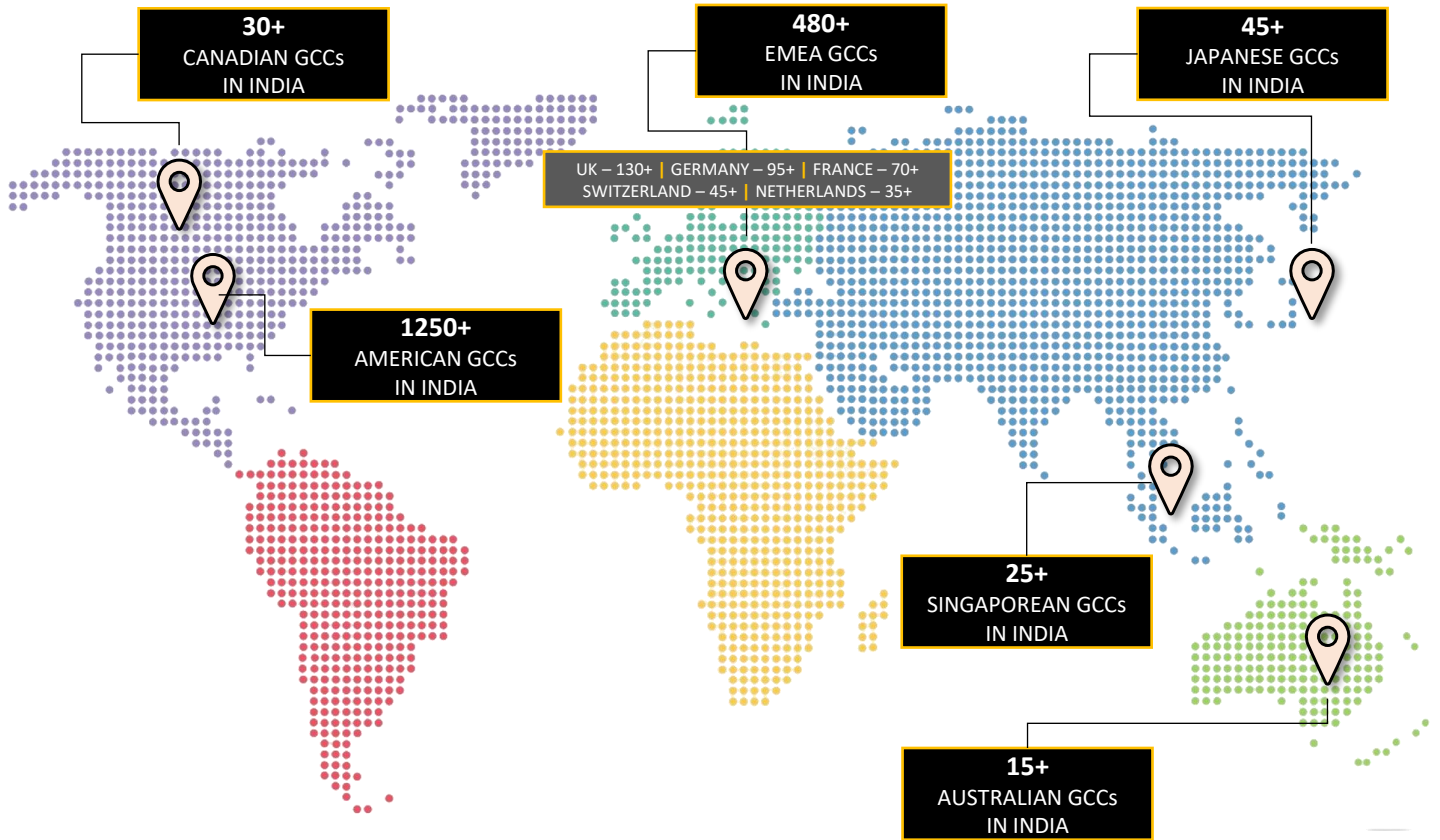 30+
CANADIAN GCCs
IN INDIA
480+
EMEA GCCs
IN INDIA
45+
JAPANESE GCCs
IN INDIA
UK – 130+ | GERMANY – 95+ | FRANCE – 70+
SWITZERLAND – 45+ | NETHERLANDS – 35+
1250+
AMERICAN GCCs
IN INDIA
25+
SINGAPOREAN GCCs
IN INDIA
15+
AUSTRALIAN GCCs
IN INDIA